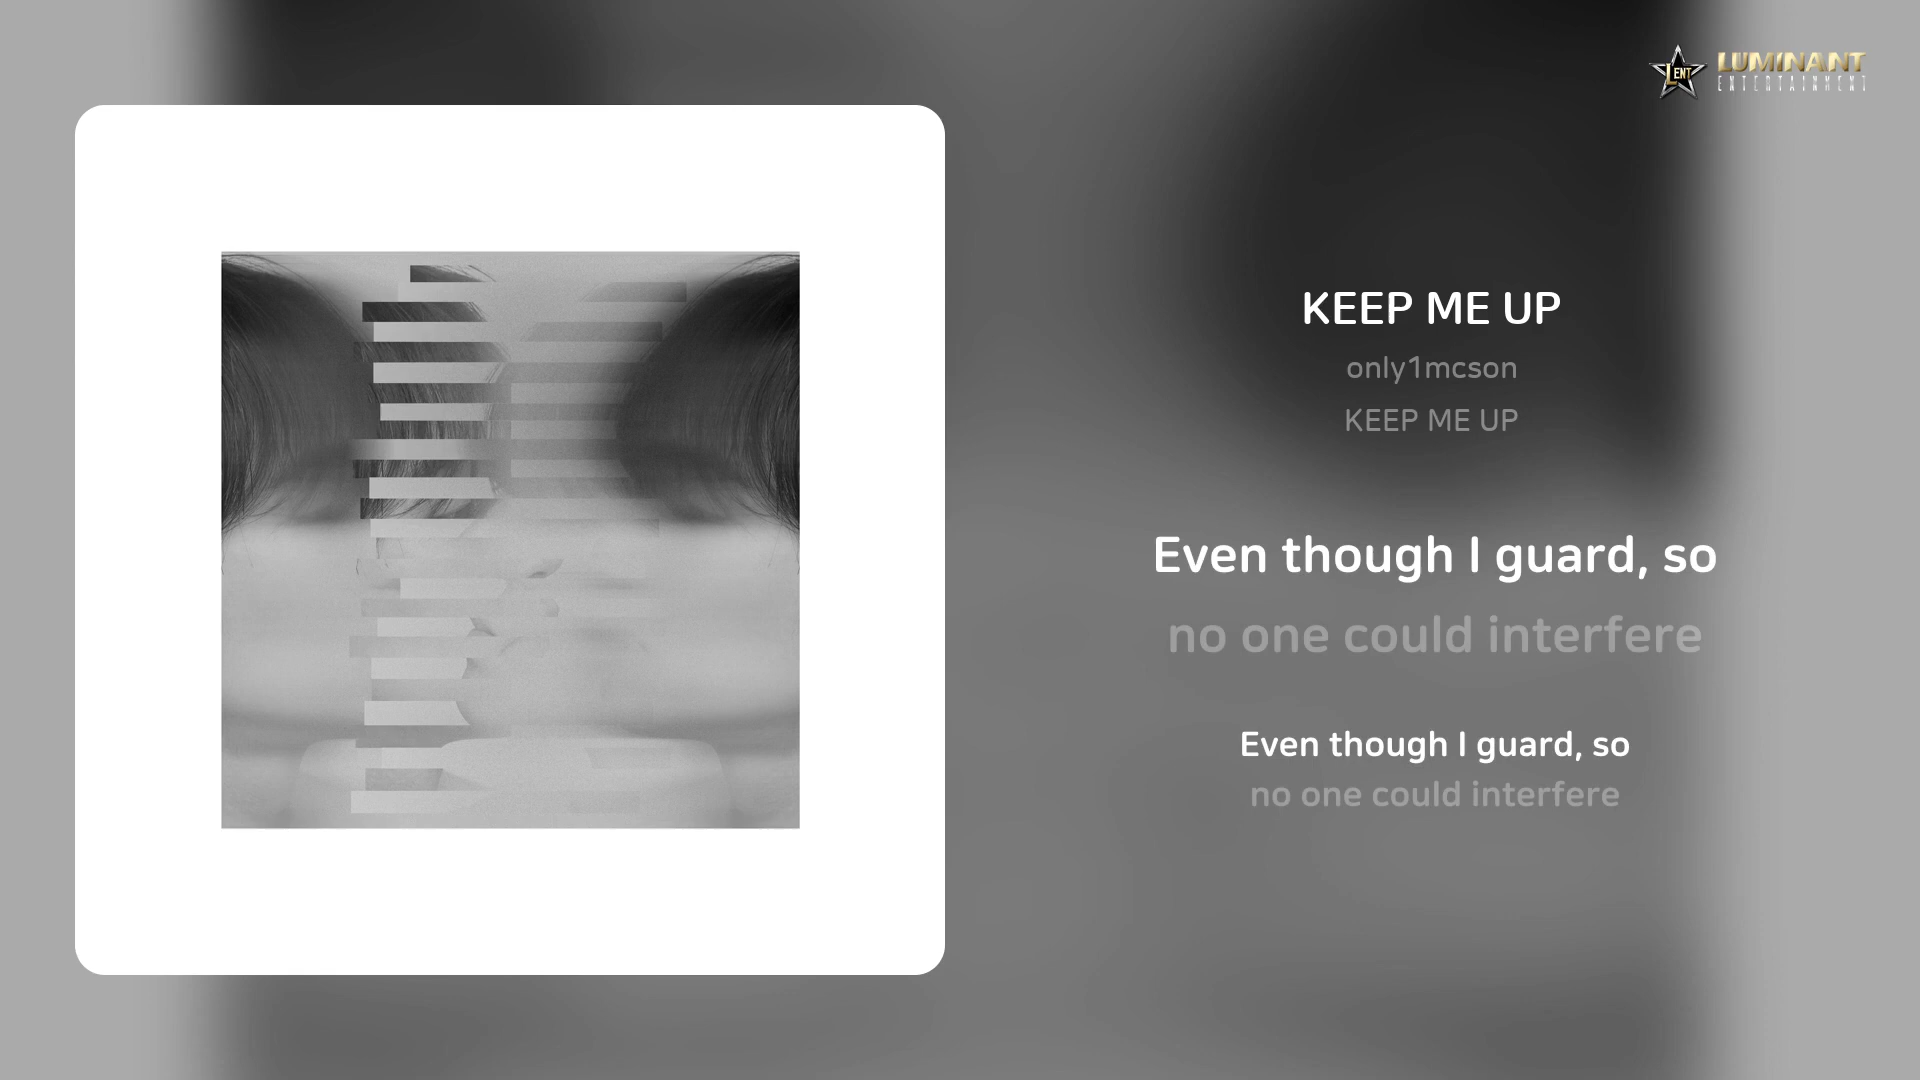 LENT
LUMINANT
ENTERTAINMENT
KEEP ME UP
only1mcson
KEEP ME UP
Even though I guard, so
no one could interfere
Even though I guard, so
no one could interfere